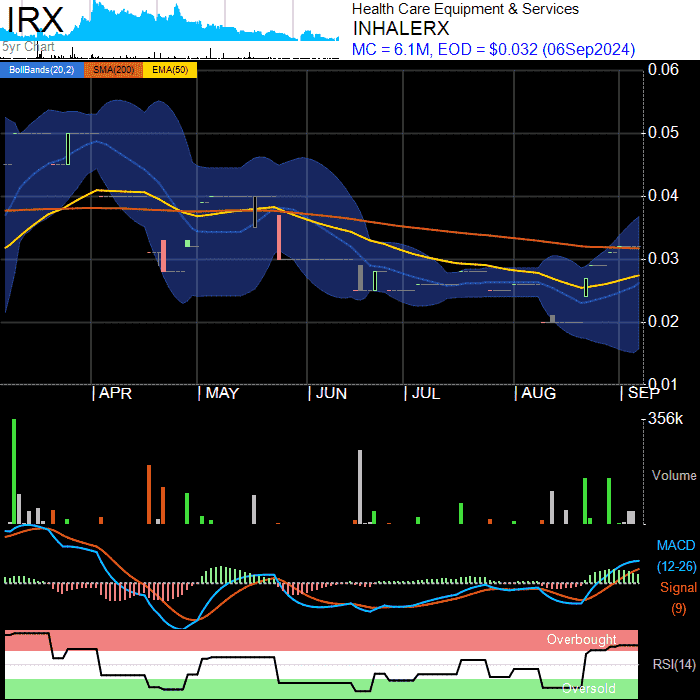 IRX
5yr Chart
Health Care Equipment & Services
INHALERX
MC = 6.1M, EOD = $0.032 (06Sep2024)
BollBands(20,2) SMA(200) EMA(50)
0.06
0.05
0.04
0.03
0.02
0.01
APR MAY JUN JUL AUG SEP
356k
Volume
MACD
(12-26)
Signal
(9)
Overbought
RSI(14)
Oversold